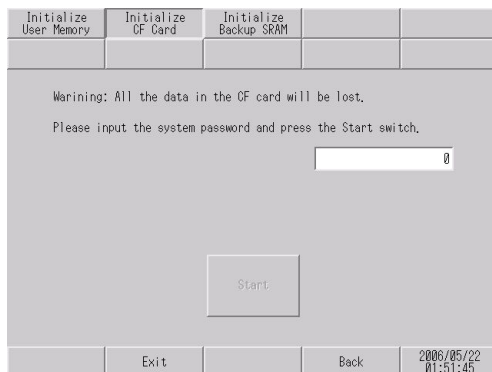 Initialize User Memory
Initialize CF Card
Initialize Backup SRAM
Warining: All the data in the CF card will be lost.
Please input the system password and press the Start switch.
0
Start
Exit
Back
2006/05/22
01:51:45